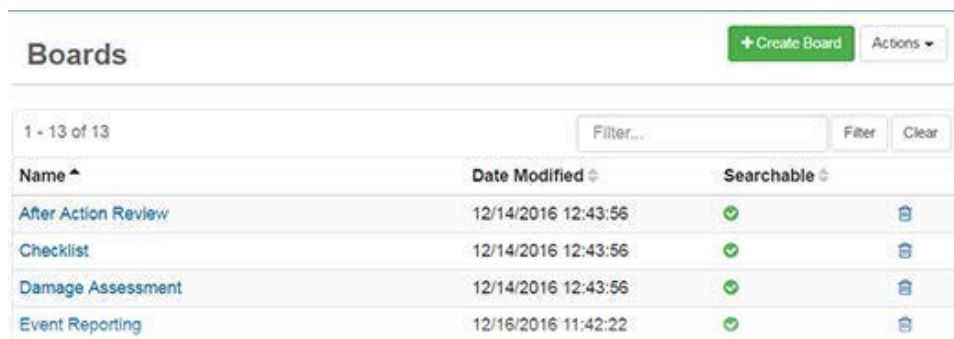 Boards
+ Create Board Actions
1 - 13 of 13 Filter... Filter Clear
Name Date Modified Searchable
After Action Review 12/14/2016 12:43:56
Checklist 12/14/2016 12:43:56
Damage Assessment 12/14/2016 12:43:56
Event Reporting 12/16/2016 11:42:22